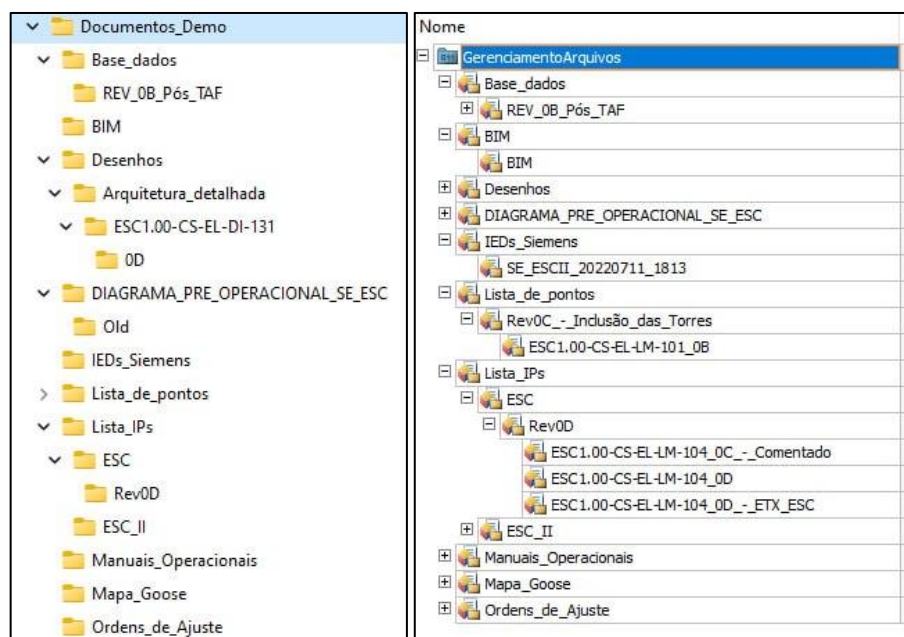 Documentos_Demo
Base_dados
REV_0B_Pós_TAF
BIM
Desenhos
Arquitetura_detalhada
ESC1.00-CS-EL-DI-131
0D
DIAGRAMA_PRE_OPERACIONAL_SE_ESC
Old
IEDs_Siemens
Lista_de_pontos
Lista_IPs
ESC
Rev0D
ESC_II
Manuais_Operacionais
Mapa_Goose
Ordens_de_Ajuste
Nome
GerenciamentoArquivos
Base_dados
REV_0B_Pós_TAF
BIM
BIM
Desenhos
DIAGRAMA_PRE_OPERACIONAL_SE_ESC
IEDs_Siemens
SE_ESCII_20220711_1813
Lista_de_pontos
Rev0C_-_Inclusão_das_Torres
ESC1.00-CS-EL-LM-101_0B
Lista_IPs
ESC
Rev0D
ESC1.00-CS-EL-LM-104_0C_-_Comentado
ESC1.00-CS-EL-LM-104_0D
ESC1.00-CS-EL-LM-104_0D_-_ETX_ESC
ESC_II
Manuais_Operacionais
Mapa_Goose
Ordens_de_Ajuste